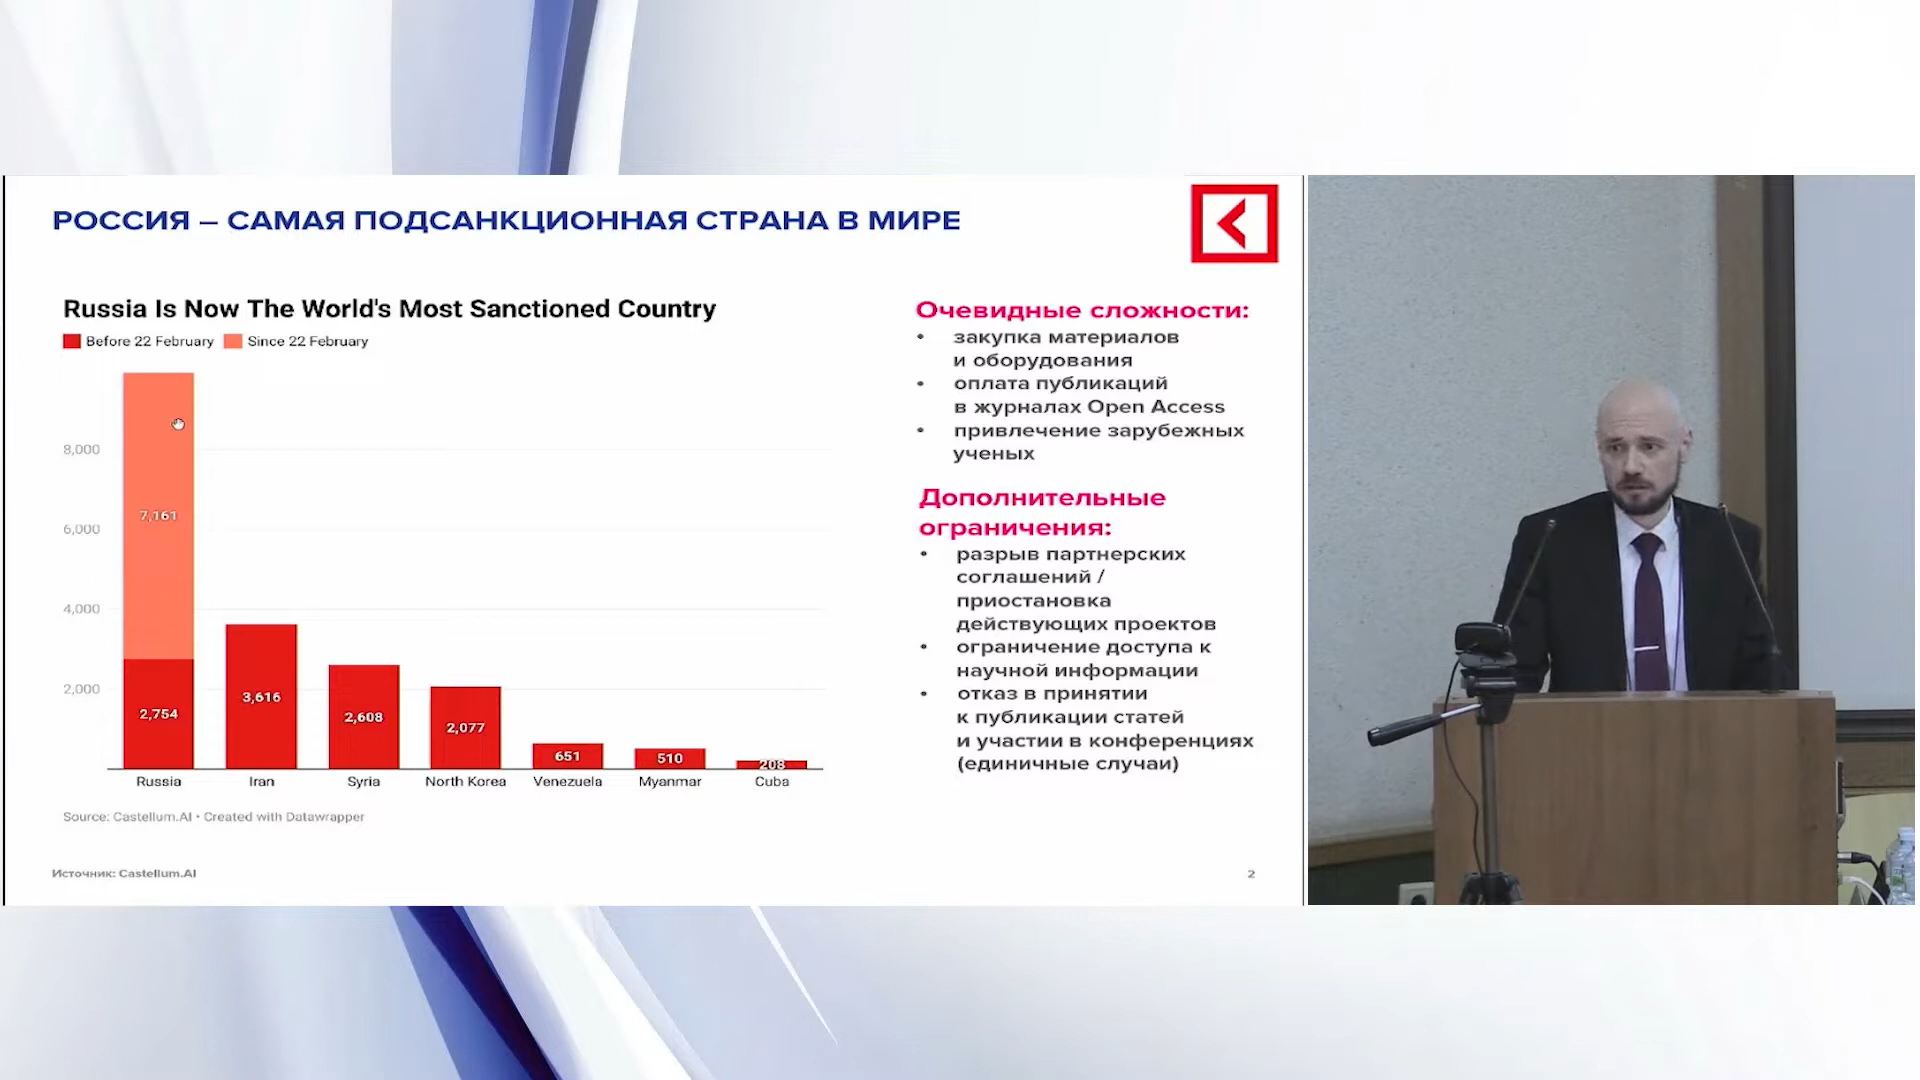 РОССИЯ – САМАЯ ПОДСАНКЦИОННАЯ СТРАНА В МИРЕ
Russia Is Now The World's Most Sanctioned Country
Before 22 February Since 22 February
8,000
6,000
4,000
2,000
7,161
2,754
3,616
2,608
2,077
651
510
208
Russia Iran Syria North Korea Venezuela Myanmar Cuba
Source: Castellum.AI • Created with Datawrapper
Очевидные сложности:
• закупка материалов
и оборудования
• оплата публикаций
в журналах Open Access
• привлечение зарубежных
ученых
Дополнительные
ограничения:
• разрыв партнерских
соглашений /
приостановка
действующих проектов
• ограничение доступа к
научной информации
• отказ в принятии
к публикации статей
и участии в конференциях
(единичные случаи)
Источник: Castellum.AI
2